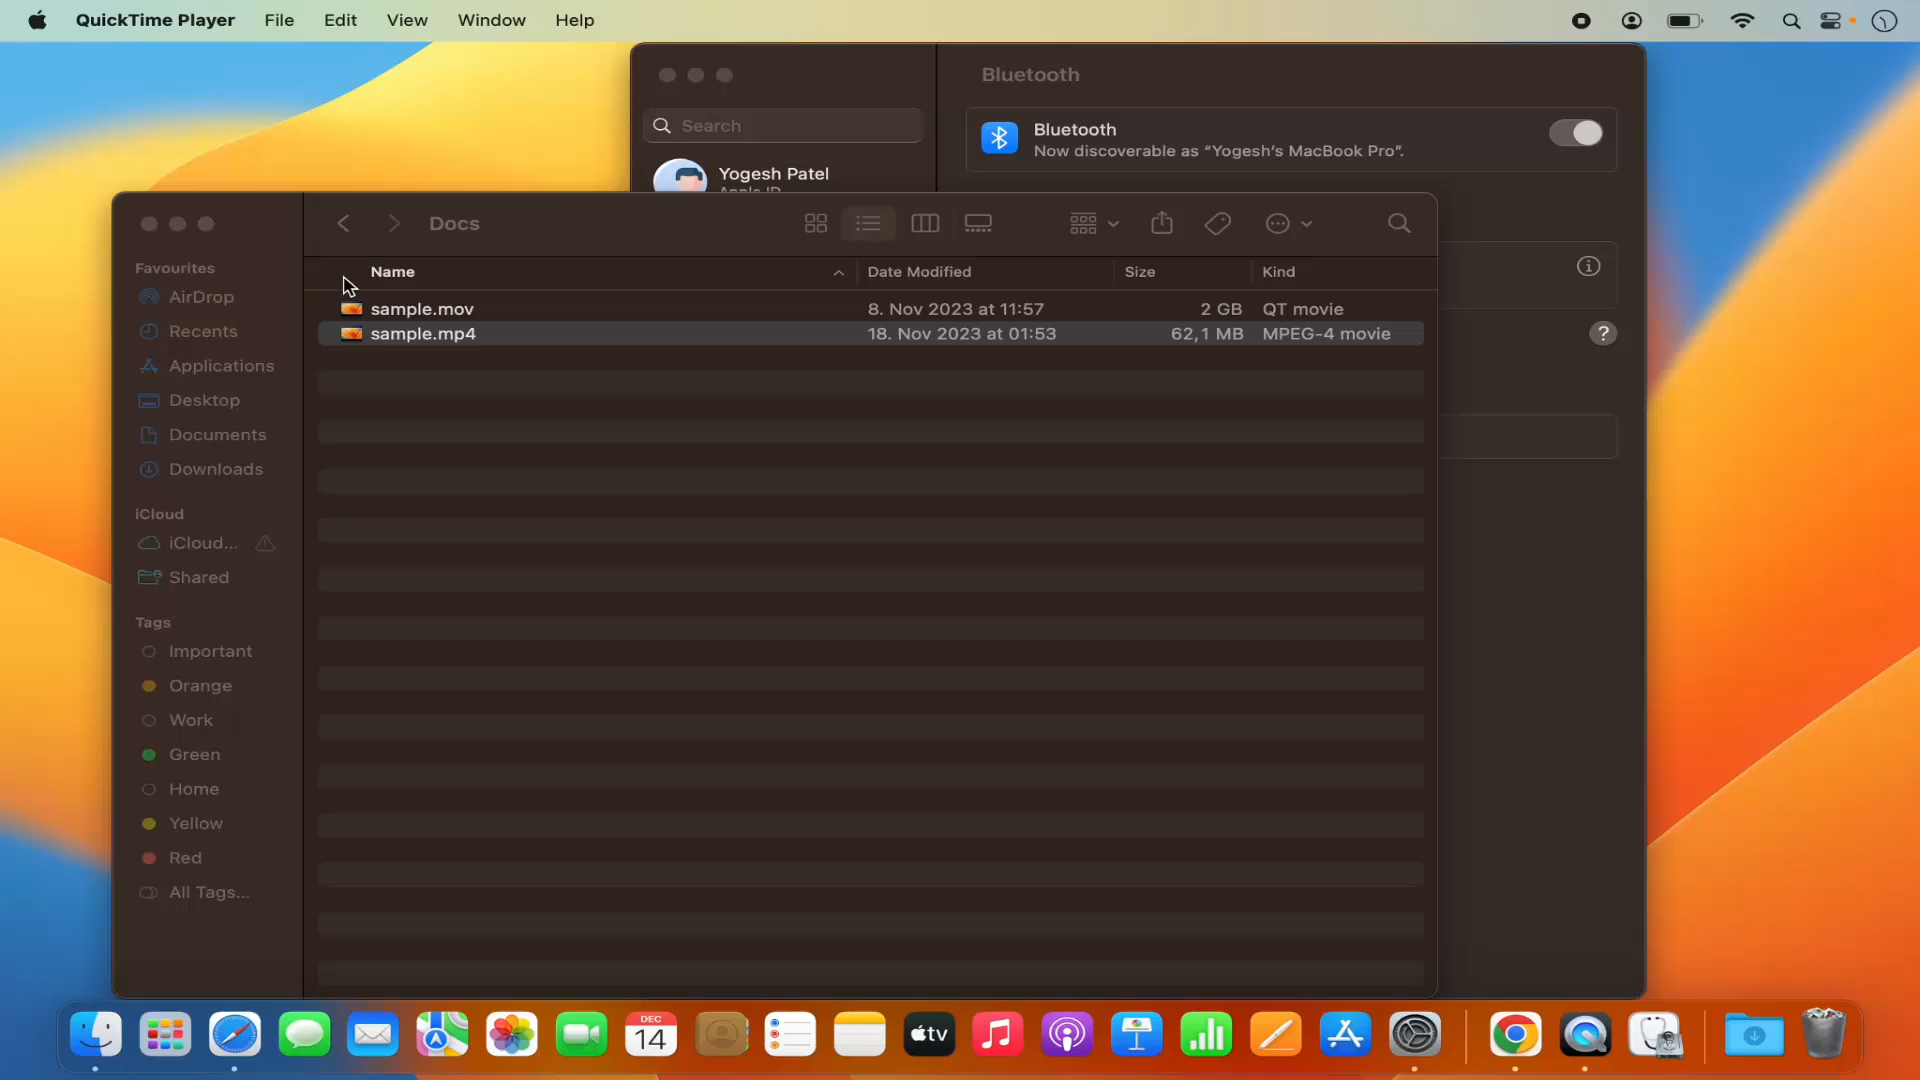 QuickTime Player File Edit View Window Help
Bluetooth
Search
Bluetooth
Now discoverable as “Yogesh’s MacBook Pro”.
Yogesh Patel
Docs
Favourites
AirDrop
Recents
Applications
Desktop
Documents
Downloads
iCloud
iCloud...
Shared
Tags
Important
Orange
Work
Green
Home
Yellow
Red
All Tags...
Name Date Modified Size Kind
sample.mov 8. Nov 2023 at 11:57 2 GB QT movie
sample.mp4 18. Nov 2023 at 01:53 62,1 MB MPEG-4 movie
?
DEC
14
tv